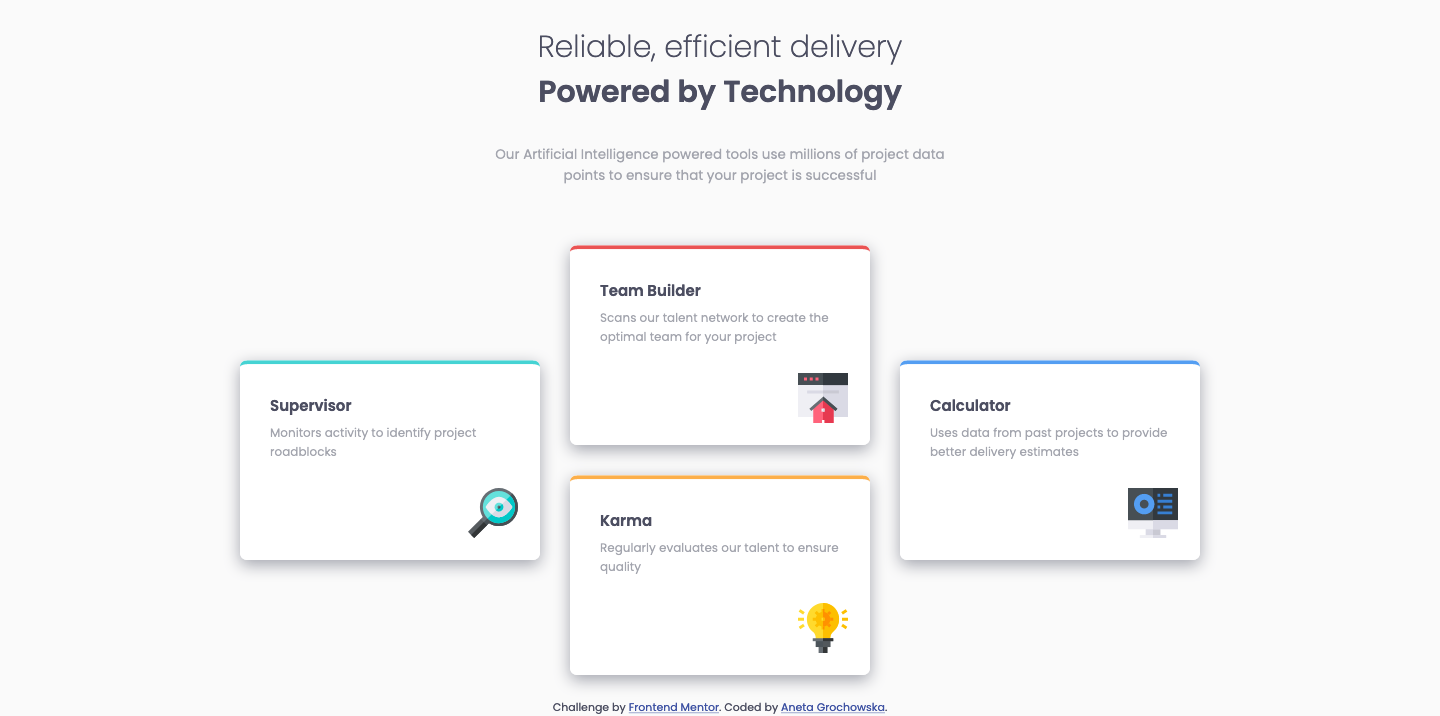 Reliable, efficient delivery
Powered by Technology
Our Artificial Intelligence powered tools use millions of project data
points to ensure that your project is successful
Supervisor
Monitors activity to identify project
roadblocks
Team Builder
Scans our talent network to create the
optimal team for your project
Karma
Regularly evaluates our talent to ensure
quality
Calculator
Uses data from past projects to provide
better delivery estimates
Challenge by Frontend Mentor. Coded by Aneta Grochowska.